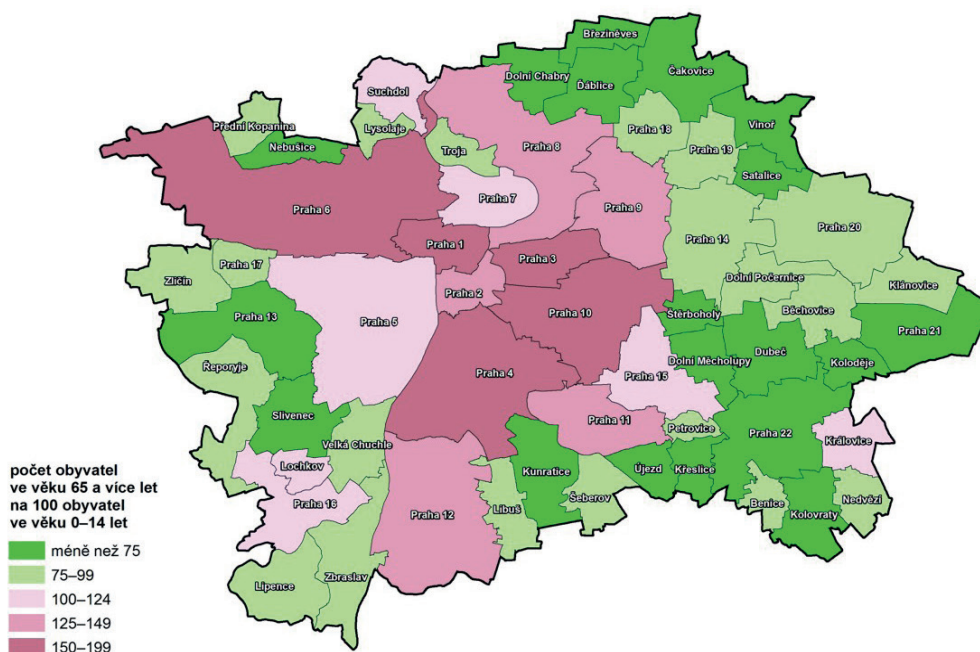 Březiněves
Dolní Chabry
Ďáblice
Čakovice
Suchdol
Přední Kopanina
Lysolaje
Nebušice
Troja
Praha 8
Praha 18
Praha 19
Vinoř
Satalice
Praha 6
Praha 7
Praha 9
Praha 1
Praha 3
Praha 14
Praha 20
Praha 17
Zličín
Praha 2
Dolní Počernice
Klánovice
Praha 13
Praha 5
Praha 10
Štěrboholy
Běchovice
Praha 21
Řeporyje
Praha 4
Praha 15
Dolní Měcholupy
Dubeč
Koloděje
Slivenec
Velká Chuchle
Praha 11
Petrovice
Praha 22
Královice
Lochkov
Praha 16
Praha 12
Libuš
Kunratice
Šeberov
Újezd
Křeslice
Benice
Kolovraty
Nedvězí
Lipence
Zbraslav
počet obyvatel
ve věku 65 a více let
na 100 obyvatel
ve věku 0–14 let
méně než 75
75–99
100–124
125–149
150–199